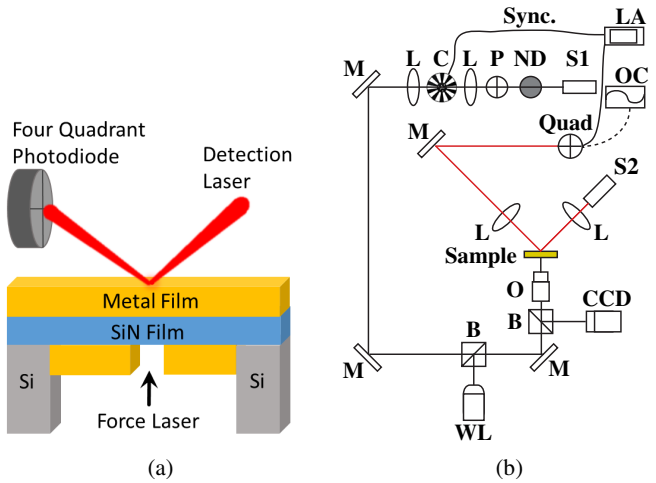 Four Quadrant
Photodiode
Detection
Laser
Metal Film
SiN Film
Si
Si
Force Laser
(a)
Sync.
LA
L
C
L
P
ND
S1
M
OC
Quad
M
S2
L
L
Sample
O
CCD
B
B
M
M
WL
(b)